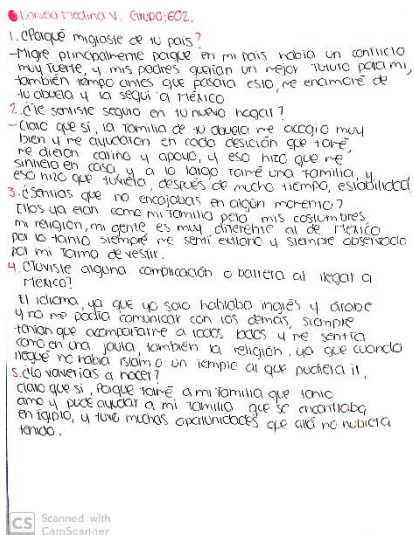 Daniela Medina V. Grupo:602.
1. ¿Porqué migraste de tu pais?
-Migré principalmente porque en mi pais había un conflicto
muy fuerte, y mis padres querían un mejor futuro para mi,
también tiempo antes que pasara esto, me enamoré de
tu abuela y la segui a México
2. ¿Te sentiste seguro en tu nuevo hogar?
- Claro que si, la familia de tu abuela me acogio muy
bien y me ayudaron en cada desición que tomé,
me dieron cariño y apoyo, y eso hizo que me
sintiera en casa, y a lo largo formé una familia, y
eso hizo que tuviera, después de mucho tiempo, estabilidad
3. ¿Sentías que no encajabas en algún momento?
Ellos ya eran como mi familia pero, mis costumbres,
mi religión, mi gente es muy diferente al de México
por lo tanto siempre me sentí extraño y siempre observado
por mi forma de vestir.
4. ¿Tuviste alguna complicación o barrera al llegar a
México?
El idioma, ya que yo solo hablaba inglés y árabe
y no me podía comunicar con los demás, siempre
tenían que acompañarme a todos lados y me sentía
como en una jaula también la religión, ya que cuando
llegué no había islamo o un templo al que pudiera ir.
5. ¿Lo volverías a hacer?
claro que si, Porque formé a mi familia que tanto
amo y pude ayudar a mi familia que se encontraba
en Egipto, y tuve muchas oportunidades que allá no hubiera
tenido.
CS Scanned with
CamScanner